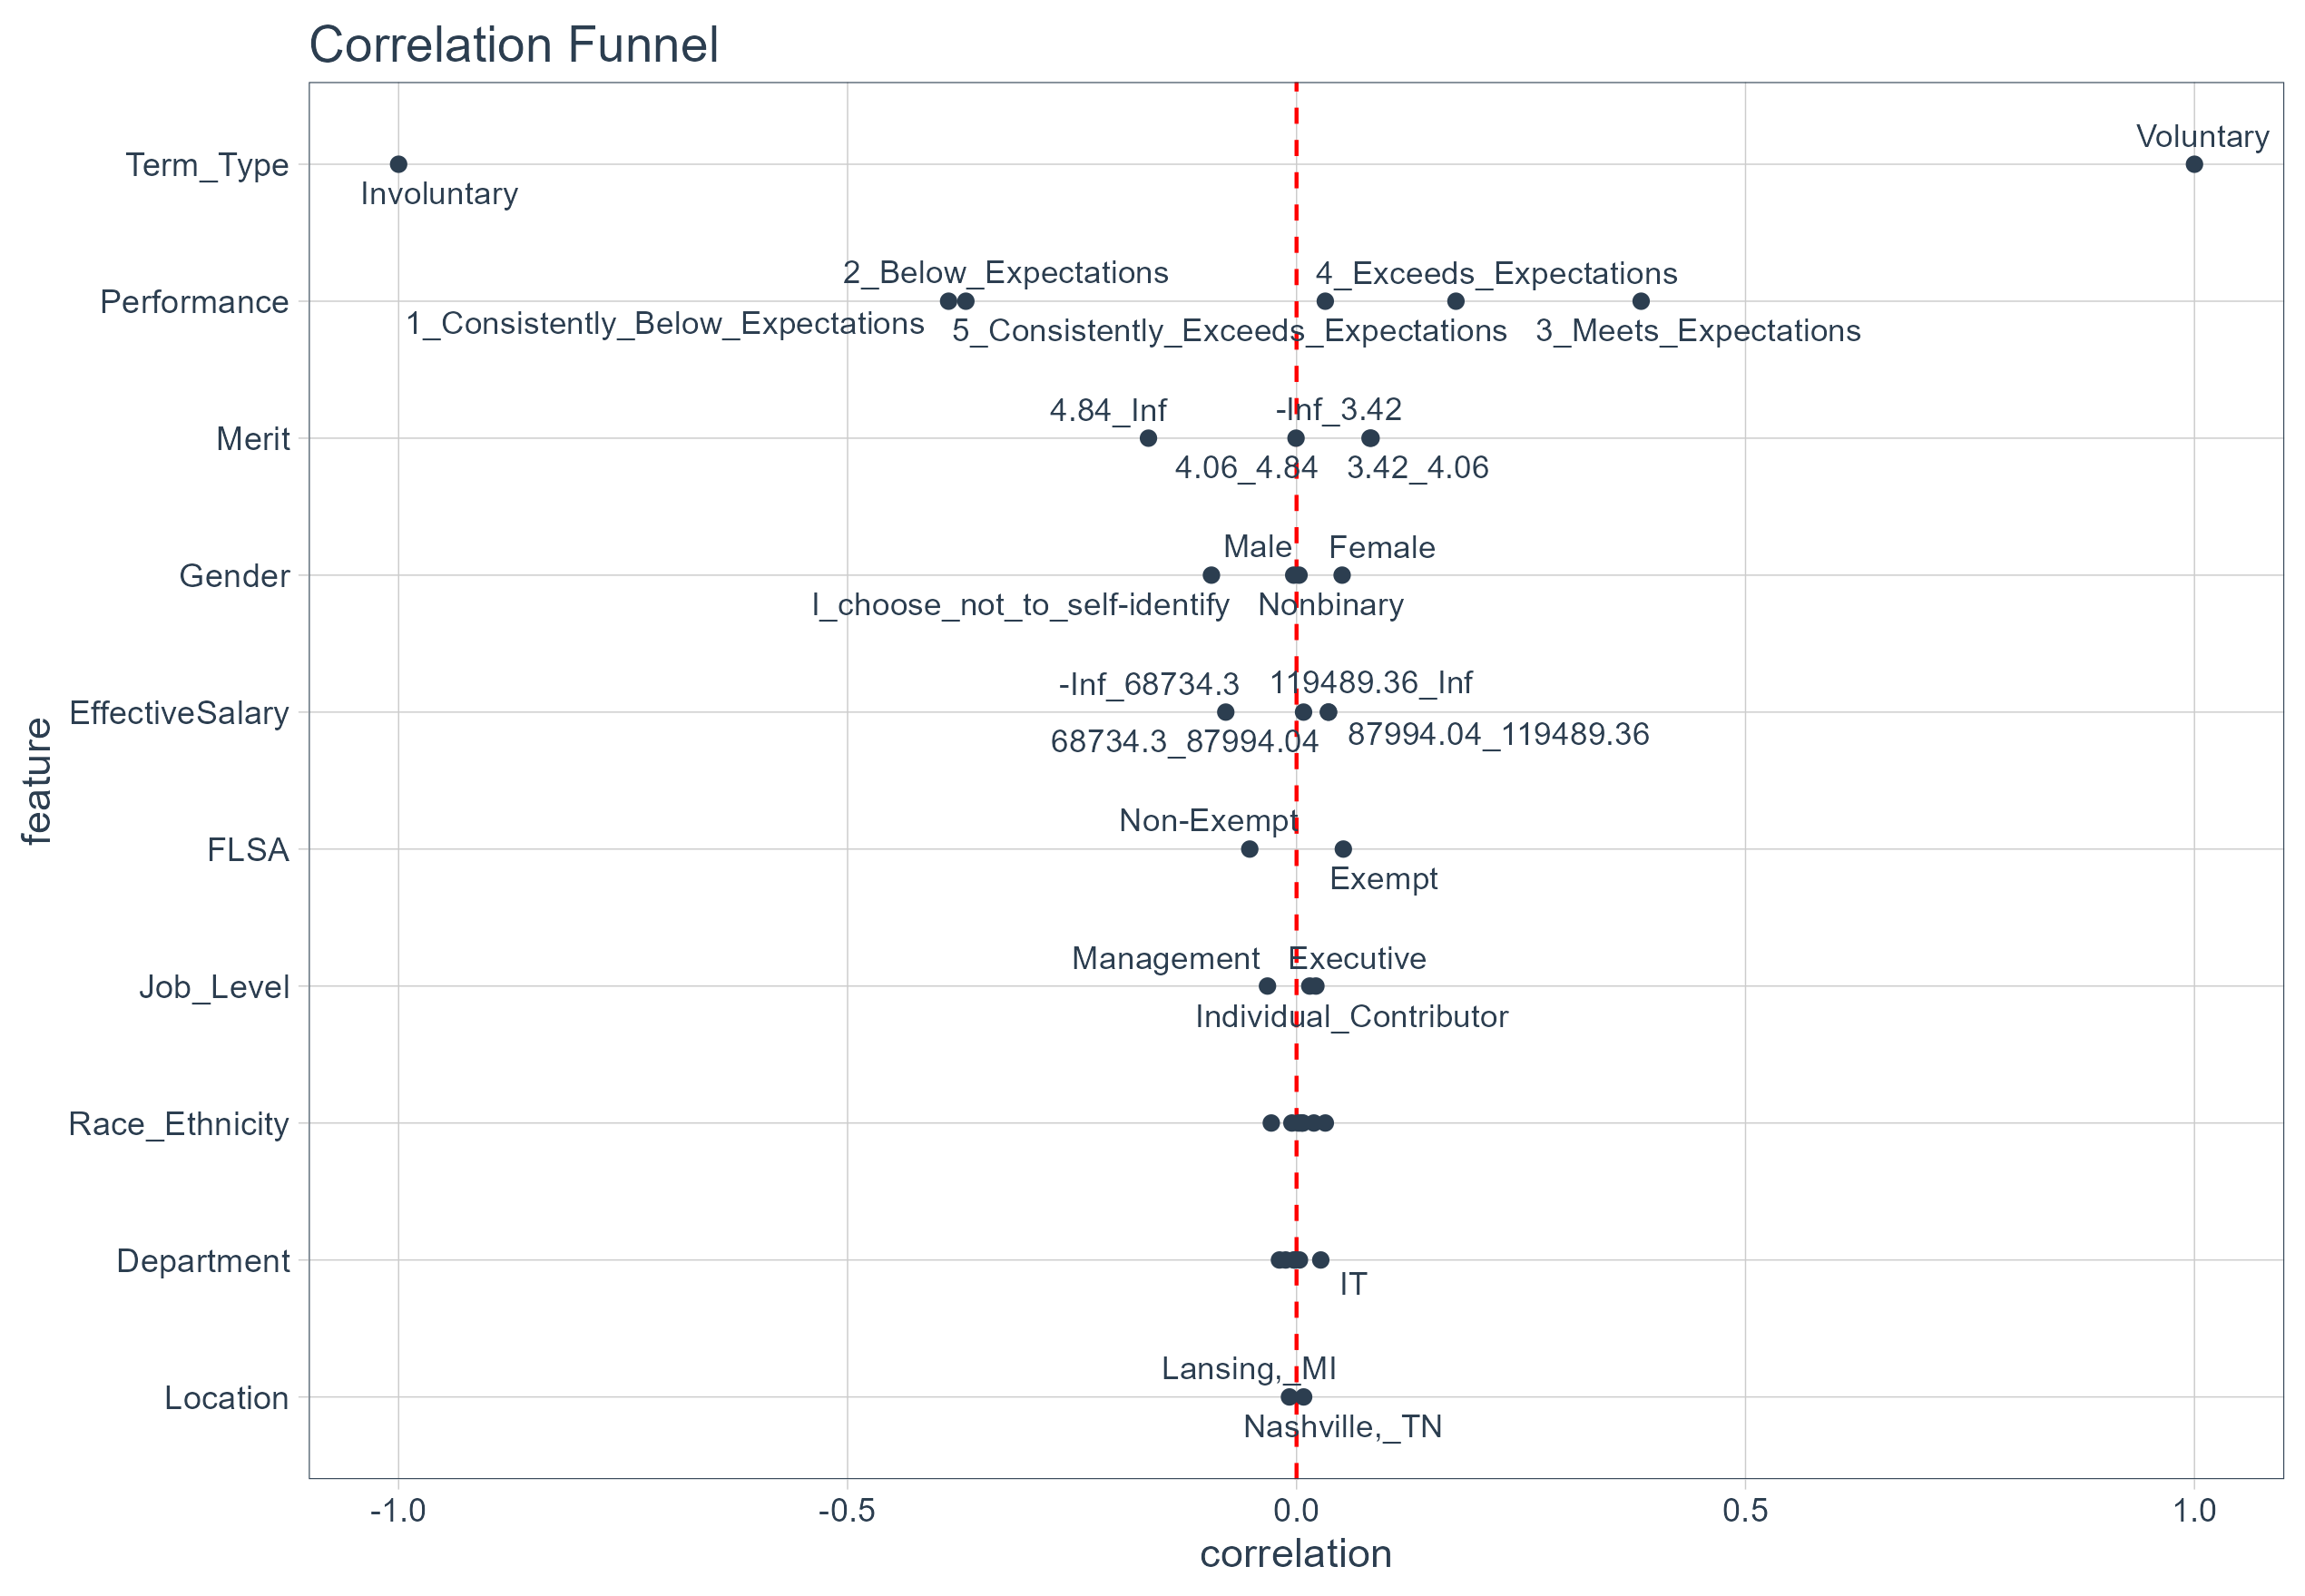 Correlation Funnel
Term_Type
Involuntary
Voluntary
Performance
2_Below_Expectations
4_Exceeds_Expectations
1_Consistently_Below_Expectations
5_Consistently_Exceeds_Expectations
3_Meets_Expectations
Merit
4.84_Inf
-Inf_3.42
4.06_4.84
3.42_4.06
Gender
Male
Female
I_choose_not_to_self-identify
Nonbinary
EffectiveSalary
-Inf_68734.3
119489.36_Inf
68734.3_87994.04
87994.04_119489.36
FLSA
Non-Exempt
Exempt
Job_Level
Management
Executive
Individual_Contributor
Race_Ethnicity
Department
IT
Location
Lansing,_MI
Nashville,_TN
feature
-1.0
-0.5
0.0
0.5
1.0
correlation